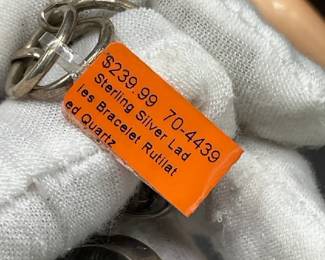 $239.99 70-4439
Sterling Silver Lad
ies Bracelet Rutilat
ed Quartz